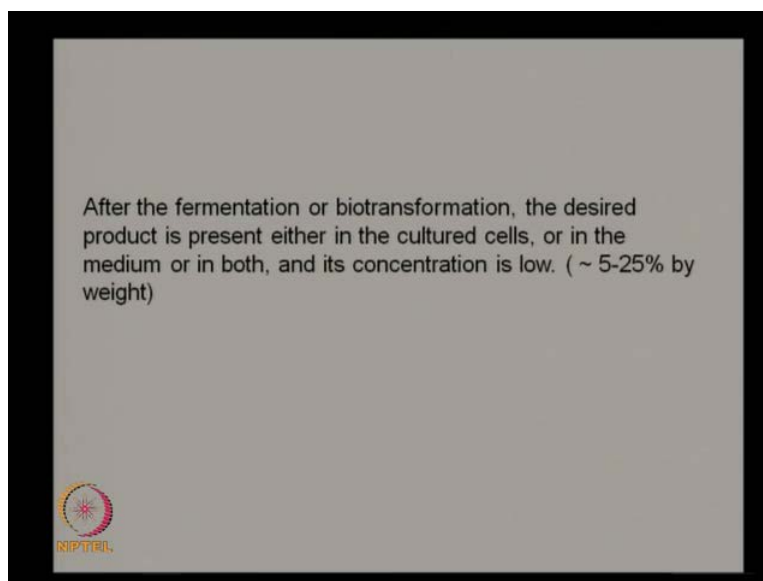 After the fermentation or biotransformation, the desired
product is present either in the cultured cells, or in the
medium or in both, and its concentration is low. ( ~ 5-25% by
weight)
NPTEL